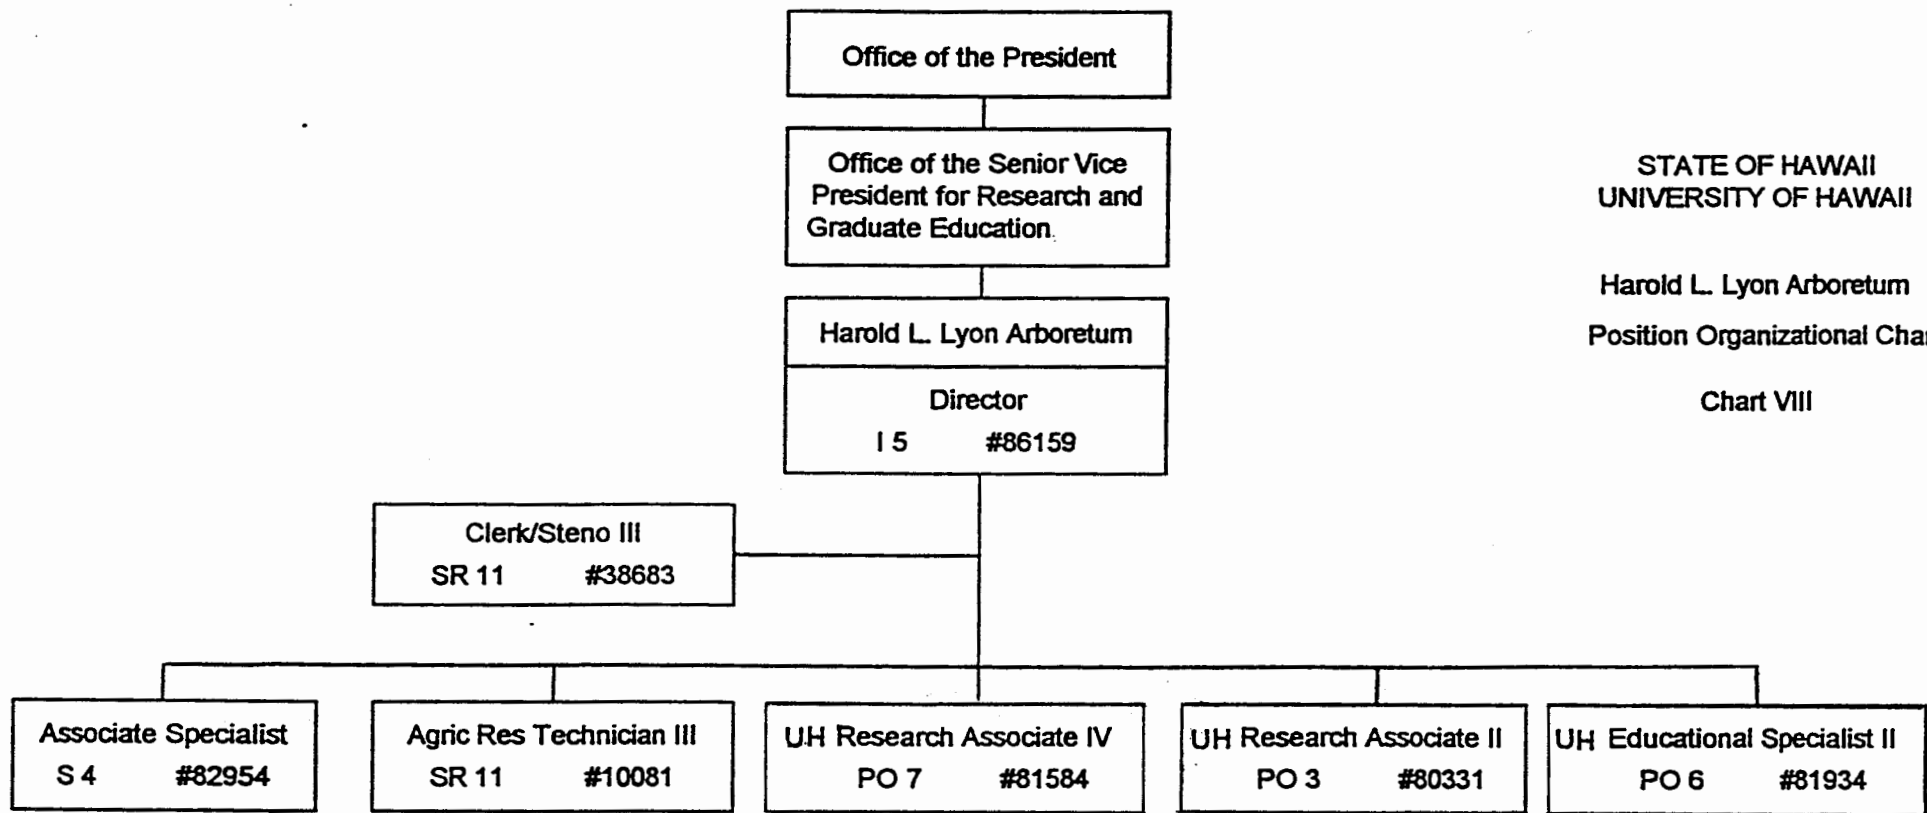 Office of the President
Office of the Senior Vice
President for Research and
Graduate Education
STATE OF HAWAII
UNIVERSITY OF HAWAII
Harold L. Lyon Arboretum
Position Organizational Char
Chart VIII
Harold L. Lyon Arboretum
Director
I 5 #86159
Clerk/Steno III
SR 11 #38683
Associate Specialist
S 4 #82954
Agric Res Technician III
SR 11 #10081
UH Research Associate IV
PO 7 #81584
UH Research Associate II
PO 3 #80331
UH Educational Specialist II
PO 6 #81934